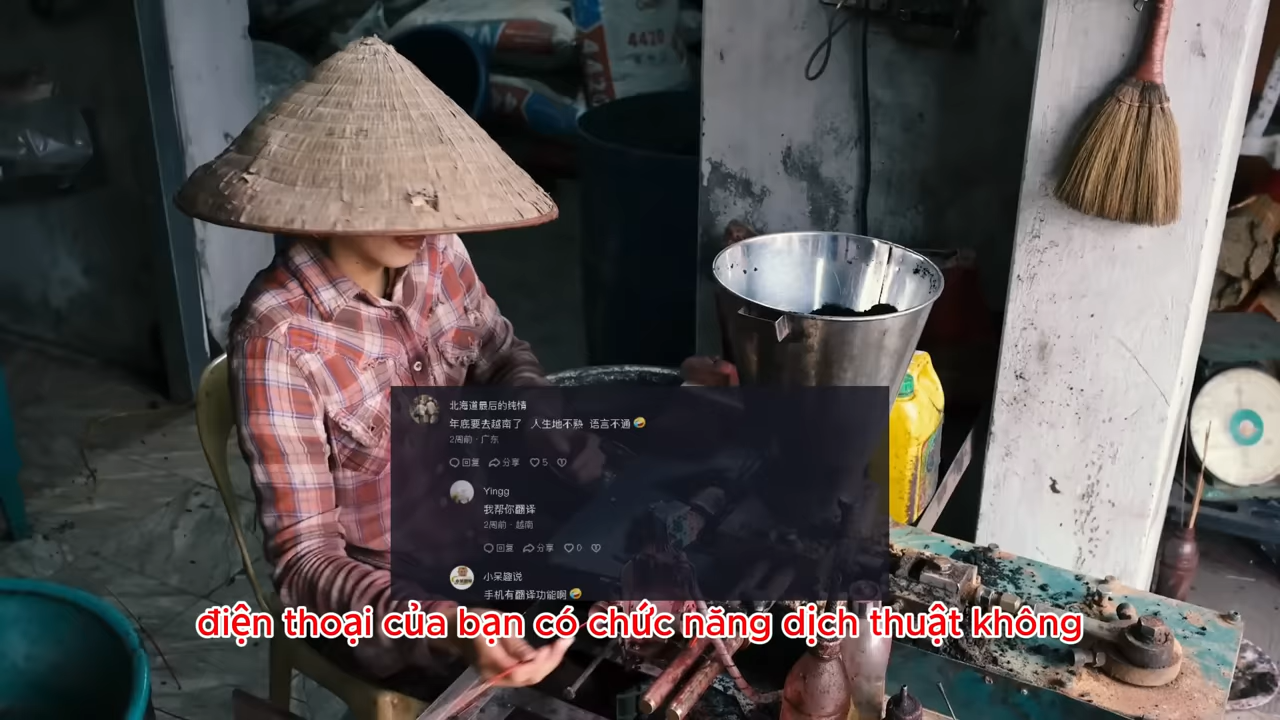 4420
北海道最后的纯情
年底要去越南了 人生地不熟 语言不通🤣
2周前 · 广东
回复 分享 5
Yingg
我帮你翻译
2周前 · 越南
回复 分享 0
小呆趣说
手机有翻译功能啊🤣
điện thoại của bạn có chức năng dịch thuật không